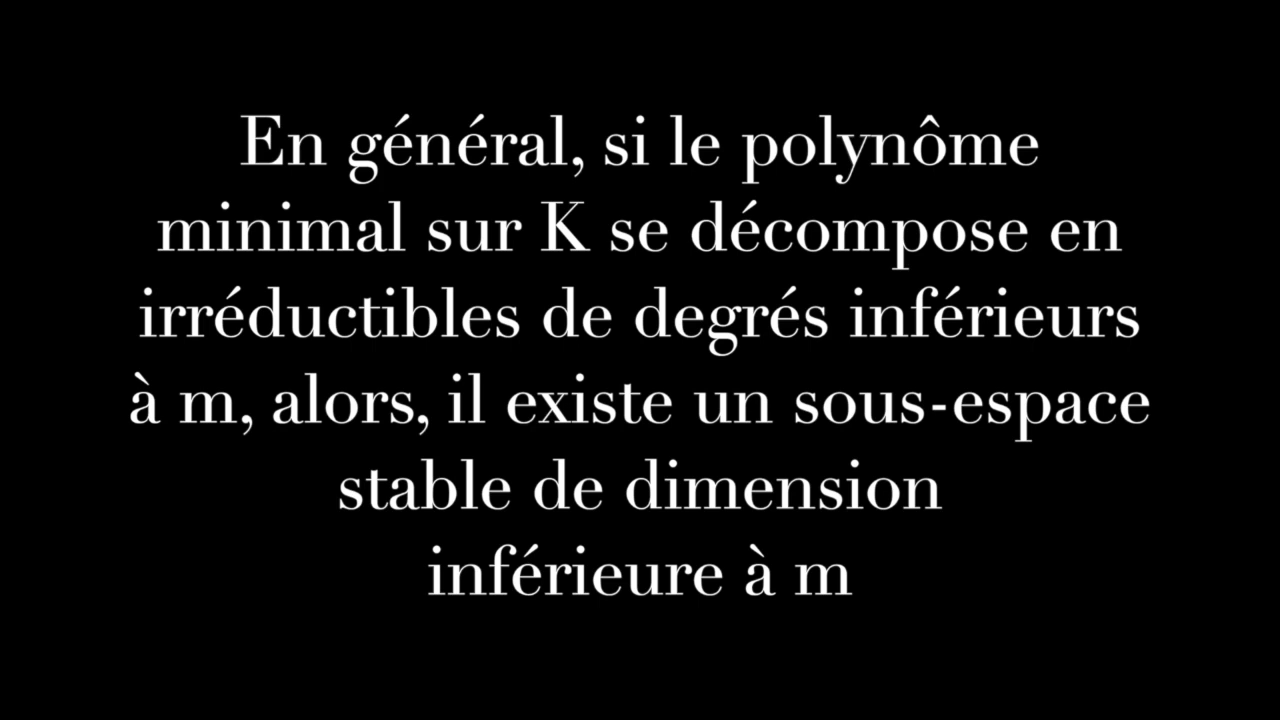 En général, si le polynôme
minimal sur K se décompose en
irréductibles de degrés inférieurs
à m, alors, il existe un sous-espace
stable de dimension
inférieure à m